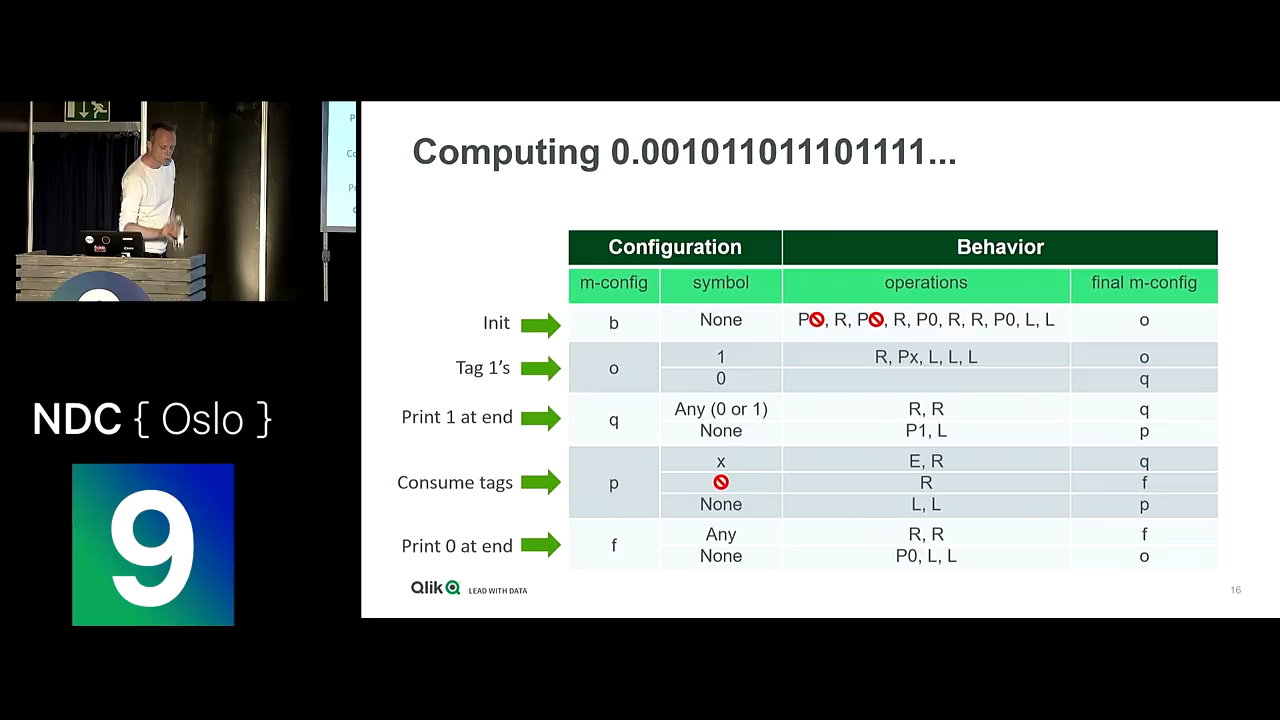 Computing 0.001011011101111...
Configuration Behavior
m-config symbol operations final m-config
Init b None P🚫, R, P🚫, R, P0, R, R, P0, L, L o
Tag 1's o 1 R, Px, L, L, L o
0 q
Print 1 at end q Any (0 or 1) R, R q
None P1, L p
Consume tags p x E, R q
🚫 R f
None L, L p
Print 0 at end f Any R, R f
None P0, L, L o
Qlik LEAD WITH DATA 16
NDC { Oslo }
9